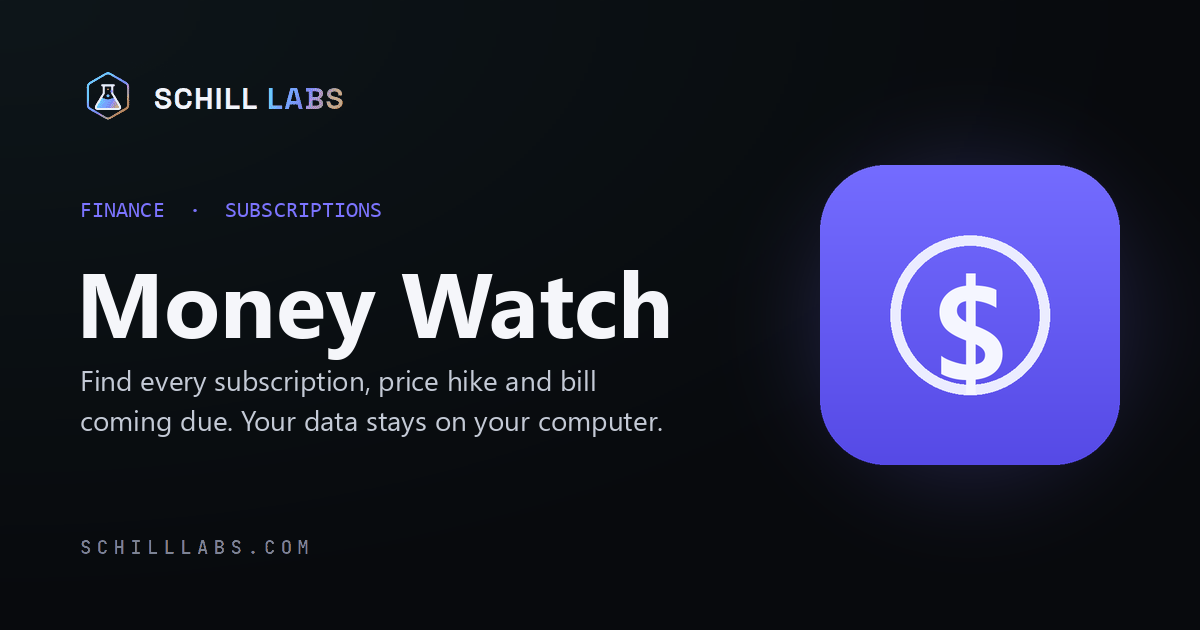 SCHILL LABS
FINANCE · SUBSCRIPTIONS
Money Watch
Find every subscription, price hike and bill
coming due. Your data stays on your computer.
$
SCHILLLABS.COM